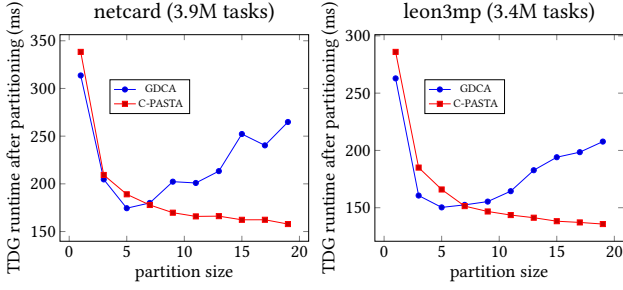 netcard (3.9M tasks)
TDG runtime after partitioning (ms)
350
300
250
200
150
GDCA
C-PASTA
0
5
10
15
20
partition size
leon3mp (3.4M tasks)
TDG runtime after partitioning (ms)
300
250
200
150
GDCA
C-PASTA
0
5
10
15
20
partition size